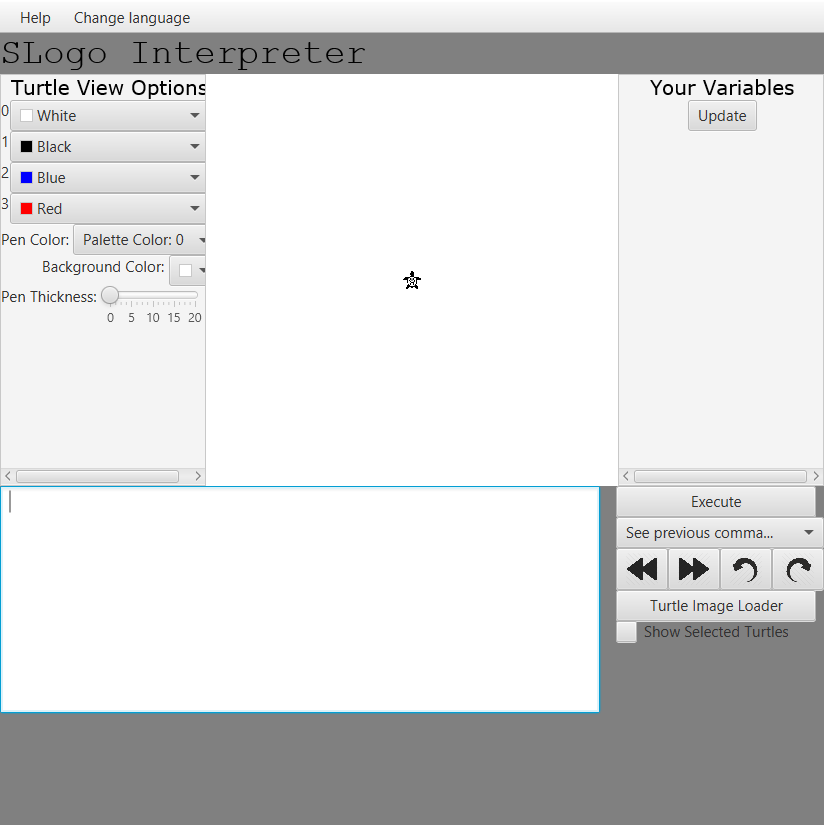 Help Change language
SLogo Interpreter
Turtle View Options
0 White
1 Black
2 Blue
3 Red
Pen Color: Palette Color: 0
Background Color:
Pen Thickness:
0 5 10 15 20
Your Variables
Update
Execute
See previous comma...
Turtle Image Loader
Show Selected Turtles